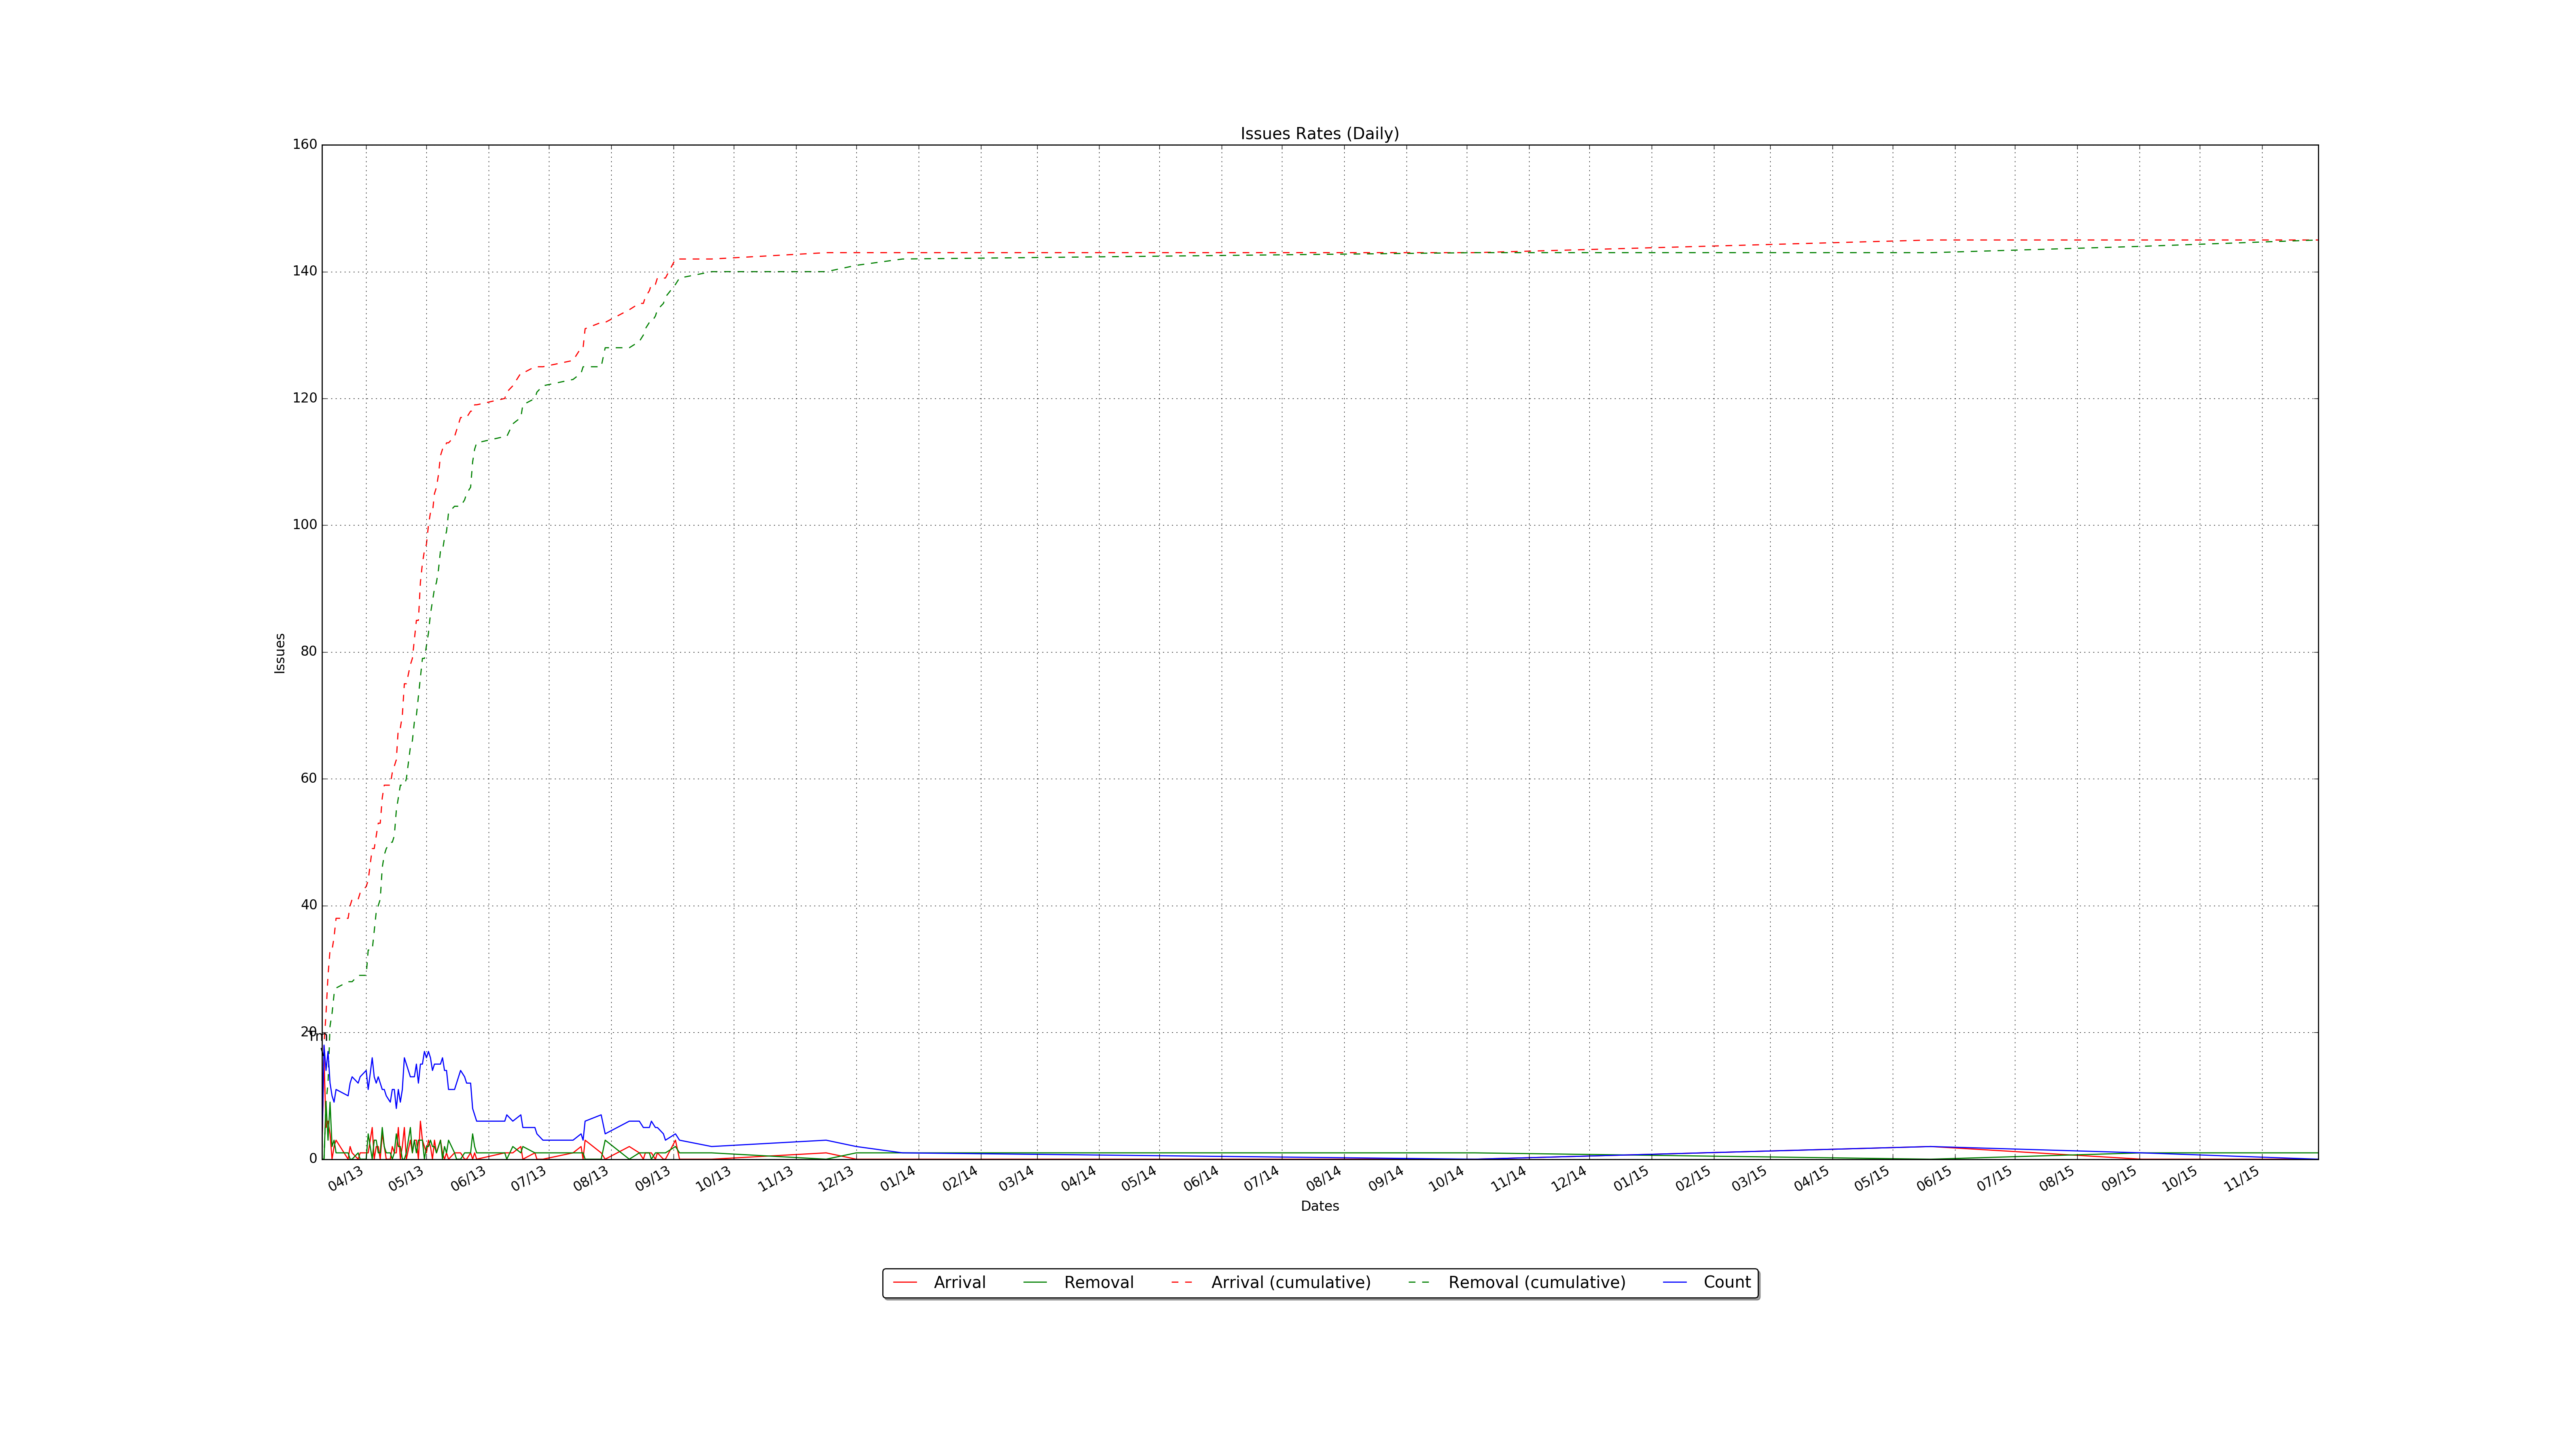 Issues Rates (Daily)
160
140
120
100
80
60
40
20
0
Issues
04/13 05/13 06/13 07/13 08/13 09/13 10/13 11/13 12/13 01/14 02/14 03/14 04/14 05/14 06/14 07/14 08/14 09/14 10/14 11/14 12/14 01/15 02/15 03/15 04/15 05/15 06/15 07/15 08/15 09/15 10/15 11/15
Dates
Arrival Removal Arrival (cumulative) Removal (cumulative) Count